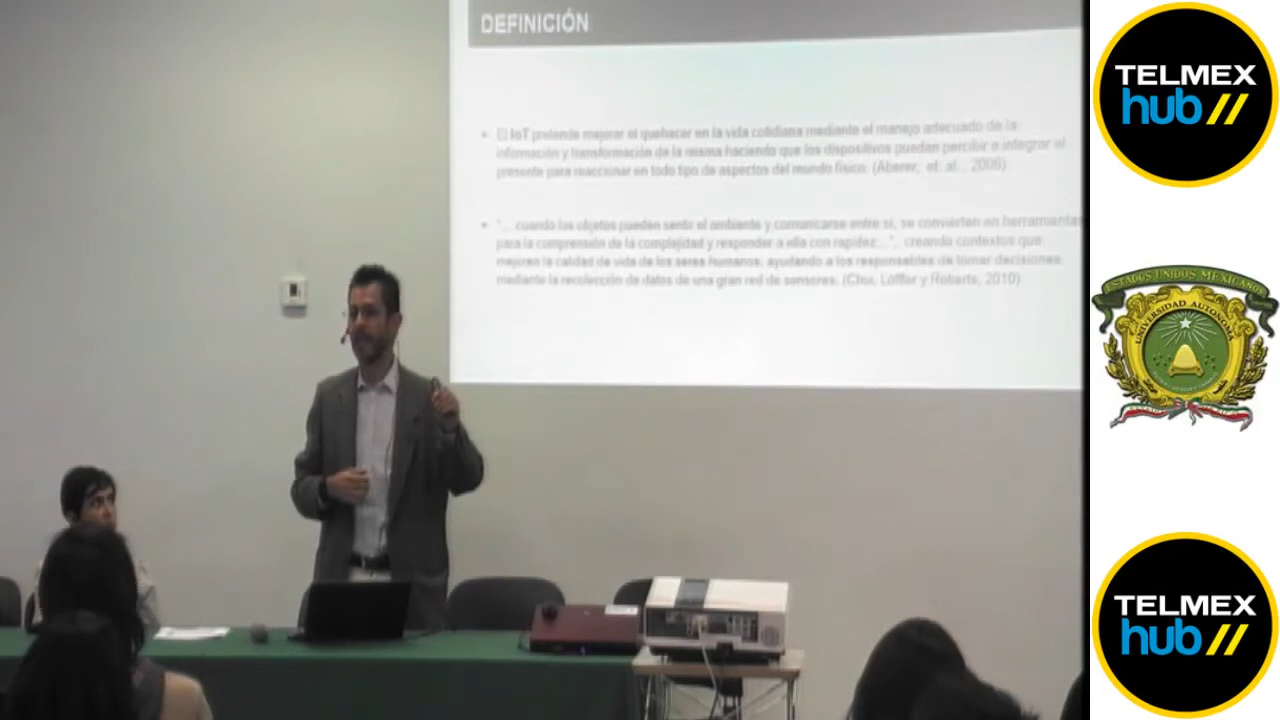 DEFINICIÓN
• El IoT pretende mejorar el quehacer en la vida cotidiana mediante el manejo adecuado de la
información y transformación de la misma haciendo que los dispositivos puedan percibir e integrar el
presente para reaccionar en todo tipo de aspectos del mundo físico. (Aberer, et. al., 2006)
• "... cuando los objetos pueden sentir el ambiente y comunicarse entre sí, se convierten en herramientas
para la comprensión de la complejidad y responder a ella con rapidez...", creando contextos que
mejoren la calidad de vida de los seres humanos, ayudando a los responsables de tomar decisiones
mediante la recolección de datos de una gran red de sensores. (Chui, Löffler y Roberts, 2010)
TELMEX
hub//
ESTADOS UNIDOS MEXICANOS
UNIVERSIDAD AUTONOMA
TELMEX
hub//